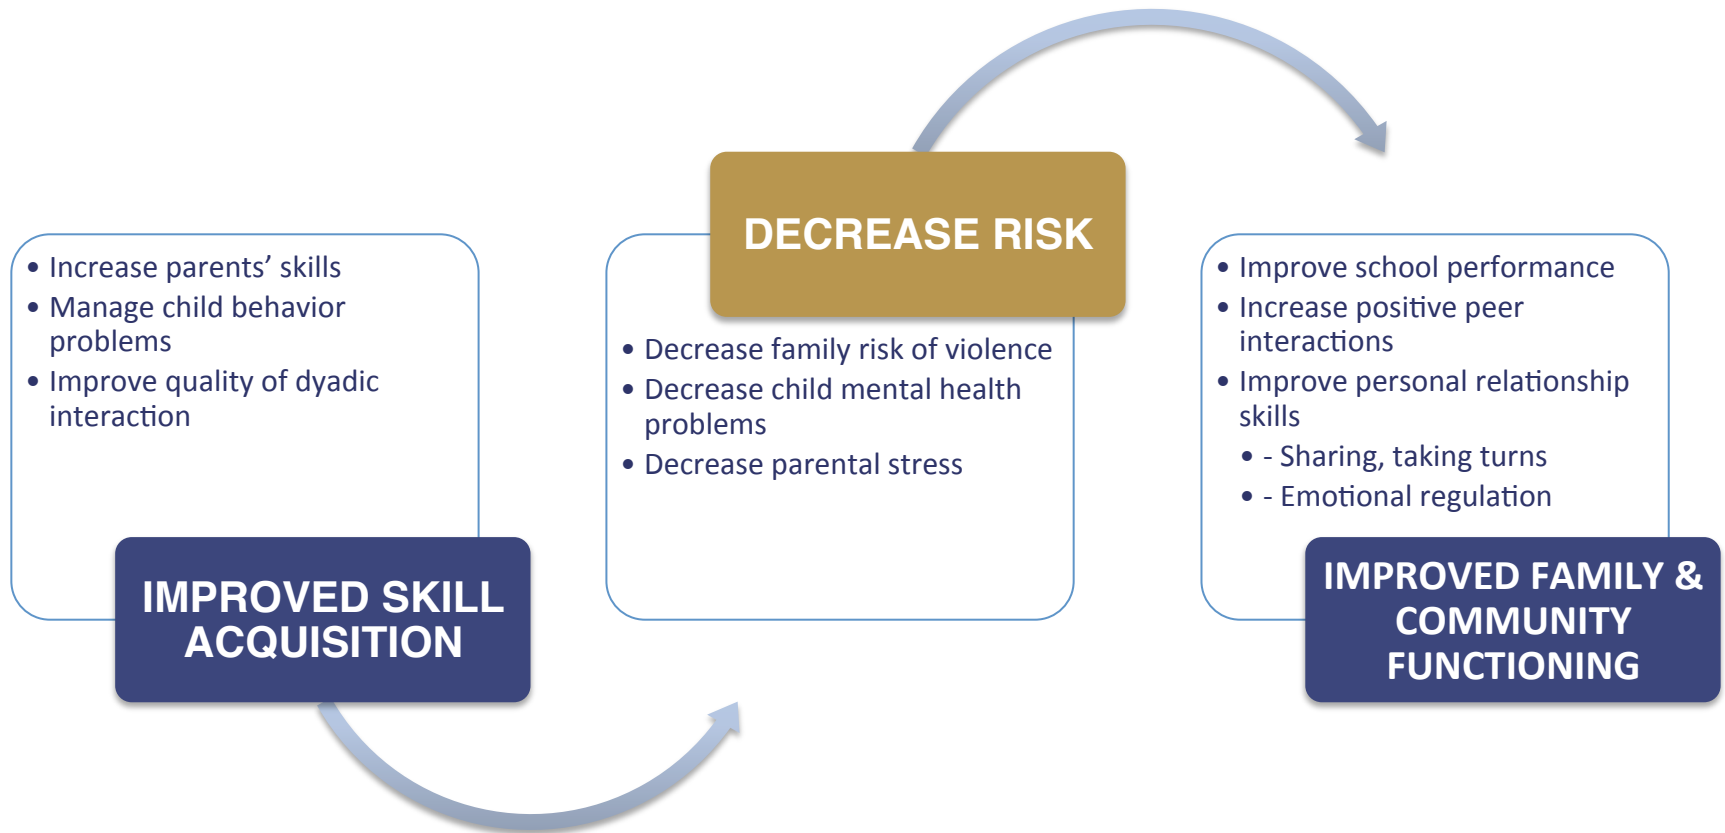 • Increase parents’ skills
• Manage child behavior
problems
• Improve quality of dyadic
interaction
IMPROVED SKILL
ACQUISITION
DECREASE RISK
• Decrease family risk of violence
• Decrease child mental health
problems
• Decrease parental stress
• Improve school performance
• Increase positive peer
interactions
• Improve personal relationship
skills
• - Sharing, taking turns
• - Emotional regulation
IMPROVED FAMILY &
COMMUNITY
FUNCTIONING